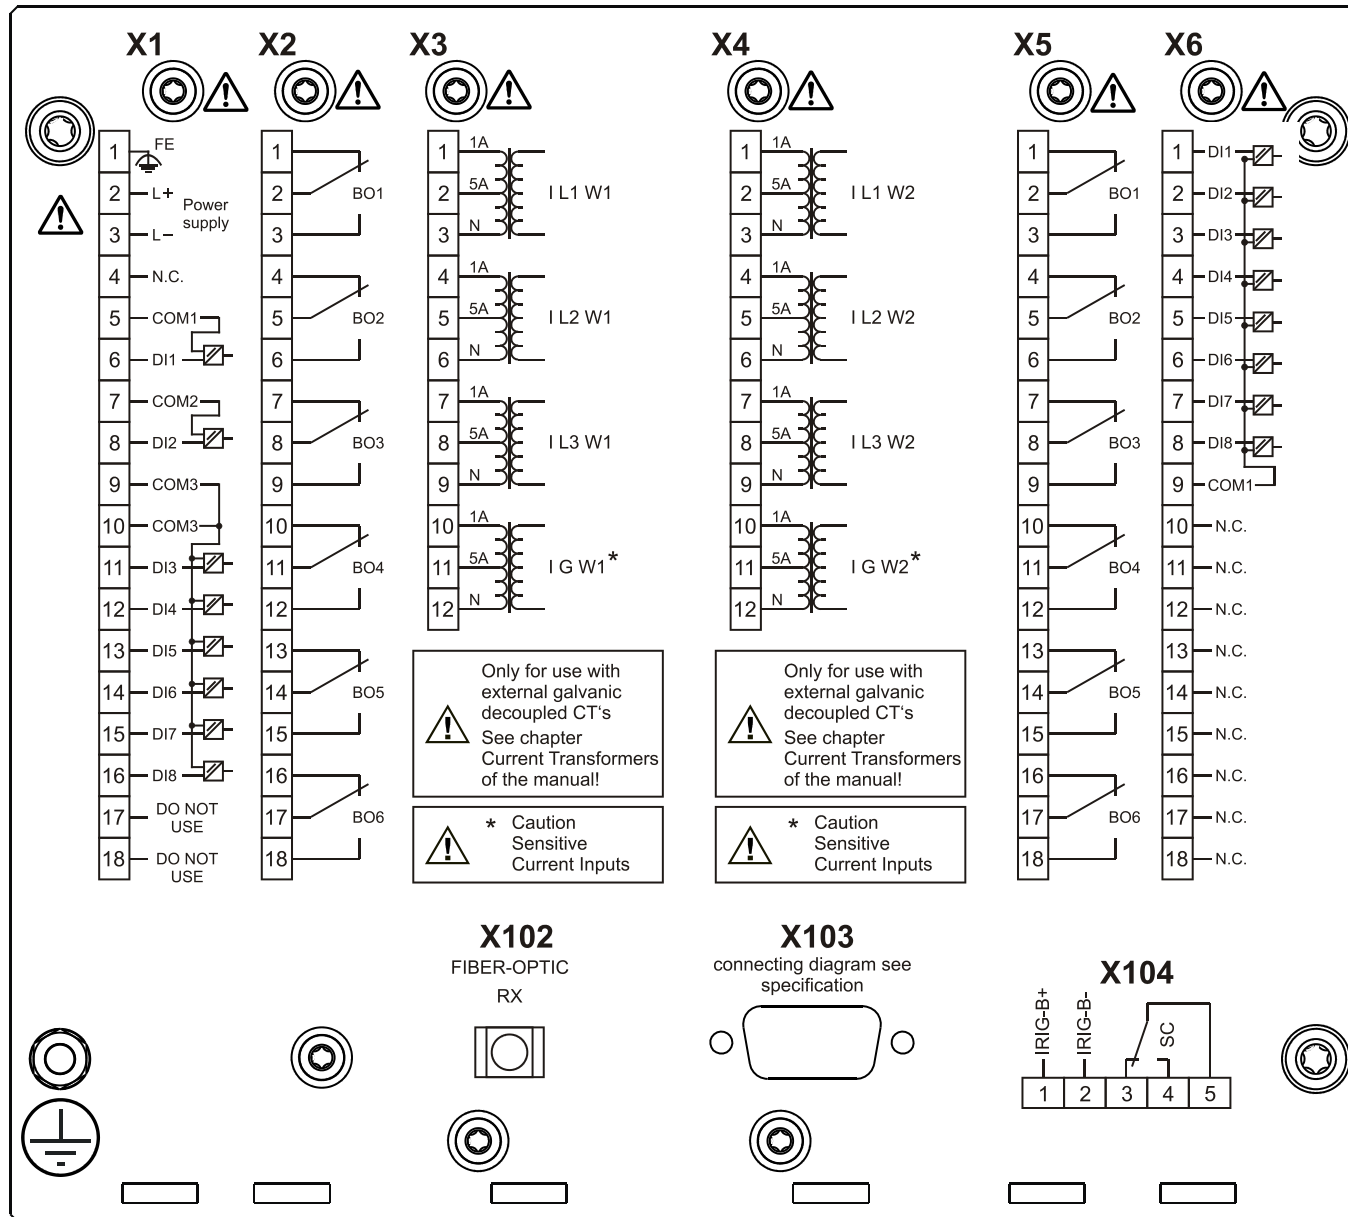 X1
1 FE
2 L+ Power
supply
3 L–
4 N.C.
5 COM1
6 DI1
7 COM2
8 DI2
9 COM3
10 COM3
11 DI3
12 DI4
13 DI5
14 DI6
15 DI7
16 DI8
17 DO NOT
USE
18 DO NOT
USE
X2
1
2 BO1
3
4
5 BO2
6
7
8 BO3
9
10
11 BO4
12
13
14 BO5
15
16
17 BO6
18
X3
1 1A
2 5A I L1 W1
3 N
4 1A
5 5A I L2 W1
6 N
7 1A
8 5A I L3 W1
9 N
10 1A
11 5A I G W1*
12 N
Only for use with
external galvanic
decoupled CT‘s
See chapter
Current Transformers
of the manual!
* Caution
Sensitive
Current Inputs
X4
1 1A
2 5A I L1 W2
3 N
4 1A
5 5A I L2 W2
6 N
7 1A
8 5A I L3 W2
9 N
10 1A
11 5A I G W2*
12 N
Only for use with
external galvanic
decoupled CT‘s
See chapter
Current Transformers
of the manual!
* Caution
Sensitive
Current Inputs
X5
1
2 BO1
3
4
5 BO2
6
7
8 BO3
9
10
11 BO4
12
13
14 BO5
15
16
17 BO6
18
X6
1 DI1
2 DI2
3 DI3
4 DI4
5 DI5
6 DI6
7 DI7
8 DI8
9 COM1
10 N.C.
11 N.C.
12 N.C.
13 N.C.
14 N.C.
15 N.C.
16 N.C.
17 N.C.
18 N.C.
X102
FIBER-OPTIC
RX
X103
connecting diagram see
specification
X104
IRIG-B+
IRIG-B-
SC
1 2 3 4 5